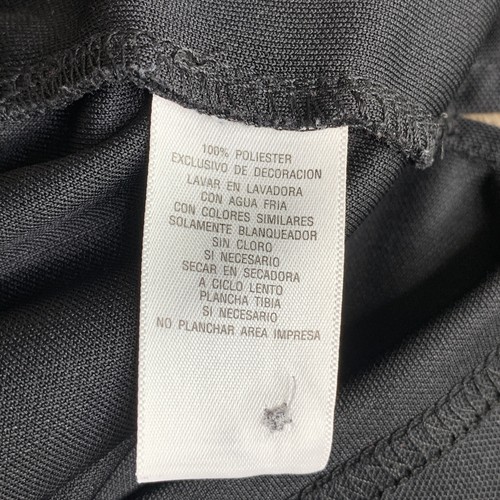 100% POLIESTER
EXCLUSIVO DE DECORACION
LAVAR EN LAVADORA
CON AGUA FRIA
CON COLORES SIMILARES
SOLAMENTE BLANQUEADOR
SIN CLORO
SI NECESARIO
SECAR EN SECADORA
A CICLO LENTO
PLANCHA TIBIA
SI NECESARIO
NO PLANCHAR AREA IMPRESA